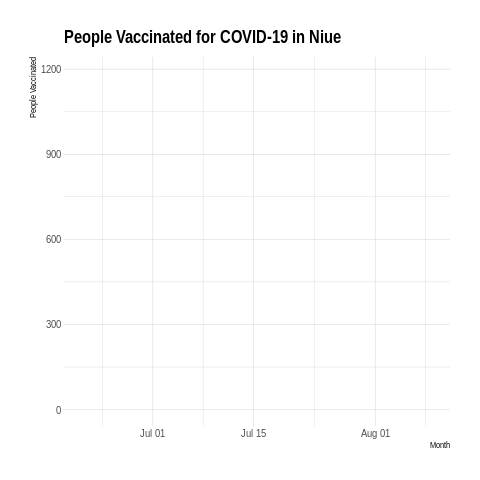 People Vaccinated for COVID-19 in Niue
People Vaccinated
1200
900
600
300
0
Jul 01
Jul 15
Aug 01
Month